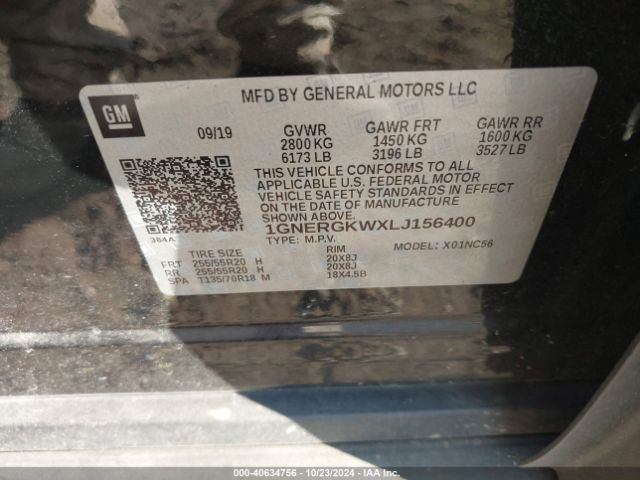 GM
MFD BY GENERAL MOTORS LLC
09/19 GVWR GAWR FRT GAWR RR
2800 KG 1450 KG 1600 KG
6173 LB 3196 LB 3527 LB
THIS VEHICLE CONFORMS TO ALL
APPLICABLE U.S. FEDERAL MOTOR
VEHICLE SAFETY STANDARDS IN EFFECT
ON THE DATE OF MANUFACTURE
SHOWN ABOVE.
384A 1GNERGKWXLJ156400
TYPE: M.P.V. MODEL: X01NC56
TIRE SIZE RIM
FRT 255/55R20 H 20X8J
RR 255/55R20 H 20X8J
SPA T135/70R18 M 18X4.5B
000-40634756 | 10/23/2024 | IAAI.COM